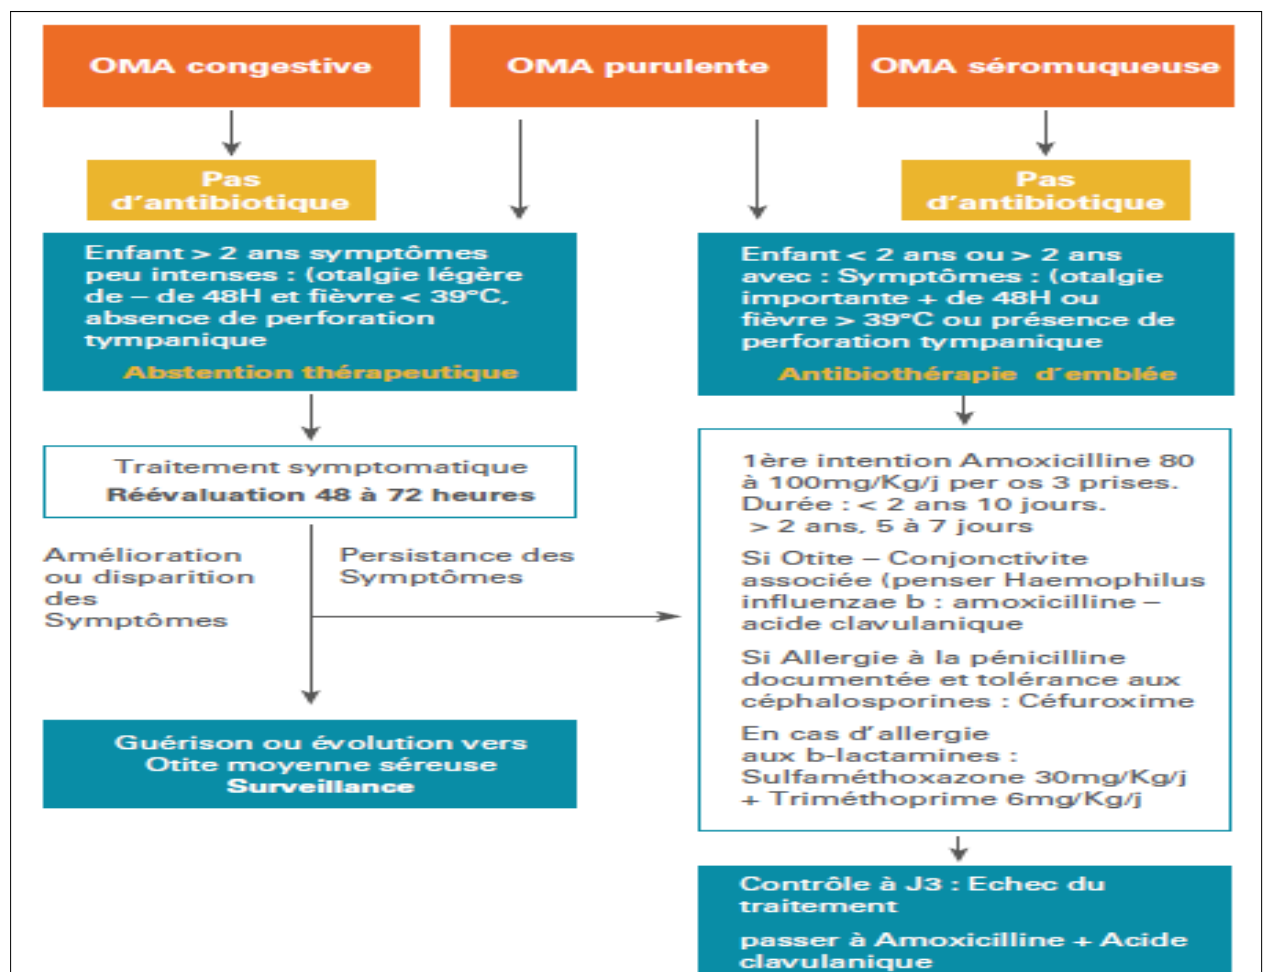 OMA congestive
OMA purulente
OMA séromuqueuse
Pas
d'antibiotique
Pas
d'antibiotique
Enfant > 2 ans symptômes
peu intenses : (otalgie légère
de – de 48H et fièvre < 39°C,
absence de perforation
tympanique
Abstention thérapeutique
Enfant < 2 ans ou > 2 ans
avec : Symptômes : (otalgie
importante + de 48H ou
fièvre > 39°C ou présence de
perforation tympanique
Antibiothérapie d'emblée
Traitement symptomatique
Réévaluation 48 à 72 heures
Amélioration
ou disparition
des
Symptômes
Persistance des
Symptômes
Guérison ou évolution vers
Otite moyenne séreuse
Surveillance
1ère intention Amoxicilline 80
à 100mg/Kg/j per os 3 prises.
Durée : < 2 ans 10 jours.
> 2 ans, 5 à 7 jours
Si Otite – Conjonctivite
associée (penser Haemophilus
influenzae b : amoxicilline –
acide clavulanique
Si Allergie à la pénicilline
documentée et tolérance aux
céphalosporines : Céfuroxime
En cas d'allergie
aux b-lactamines :
Sulfaméthoxazone 30mg/Kg/j
+ Triméthoprime 6mg/Kg/j
Contrôle à J3 : Echec du
traitement
passer à Amoxicilline + Acide
clavulanique